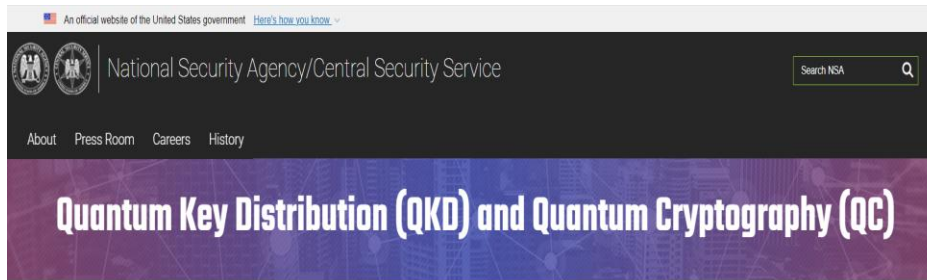 An official website of the United States government Here's how you know
National Security Agency/Central Security Service
Search NSA
About Press Room Careers History
Quantum Key Distribution (QKD) and Quantum Cryptography (QC)